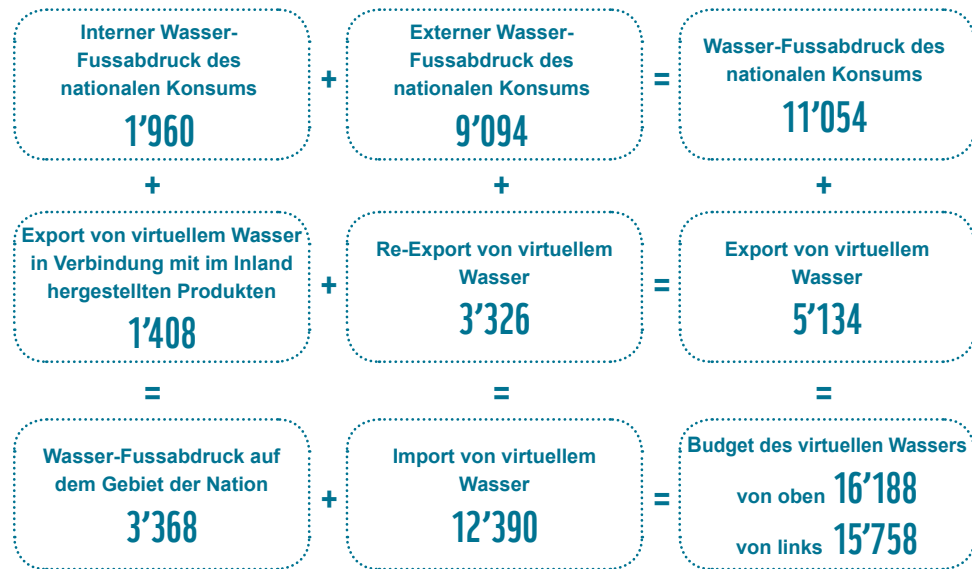 Interner Wasser-
Fussabdruck des
nationalen Konsums
1'960
+
Externer Wasser-
Fussabdruck des
nationalen Konsums
9'094
=
Wasser-Fussabdruck des
nationalen Konsums
11'054
+
+
+
Export von virtuellem Wasser
in Verbindung mit im Inland
hergestellten Produkten
1'408
+
Re-Export von virtuellem
Wasser
3'326
=
Export von virtuellem
Wasser
5'134
=
=
=
Wasser-Fussabdruck auf
dem Gebiet der Nation
3'368
+
Import von virtuellem
Wasser
12'390
=
Budget des virtuellen Wassers
von oben 16'188
von links 15'758